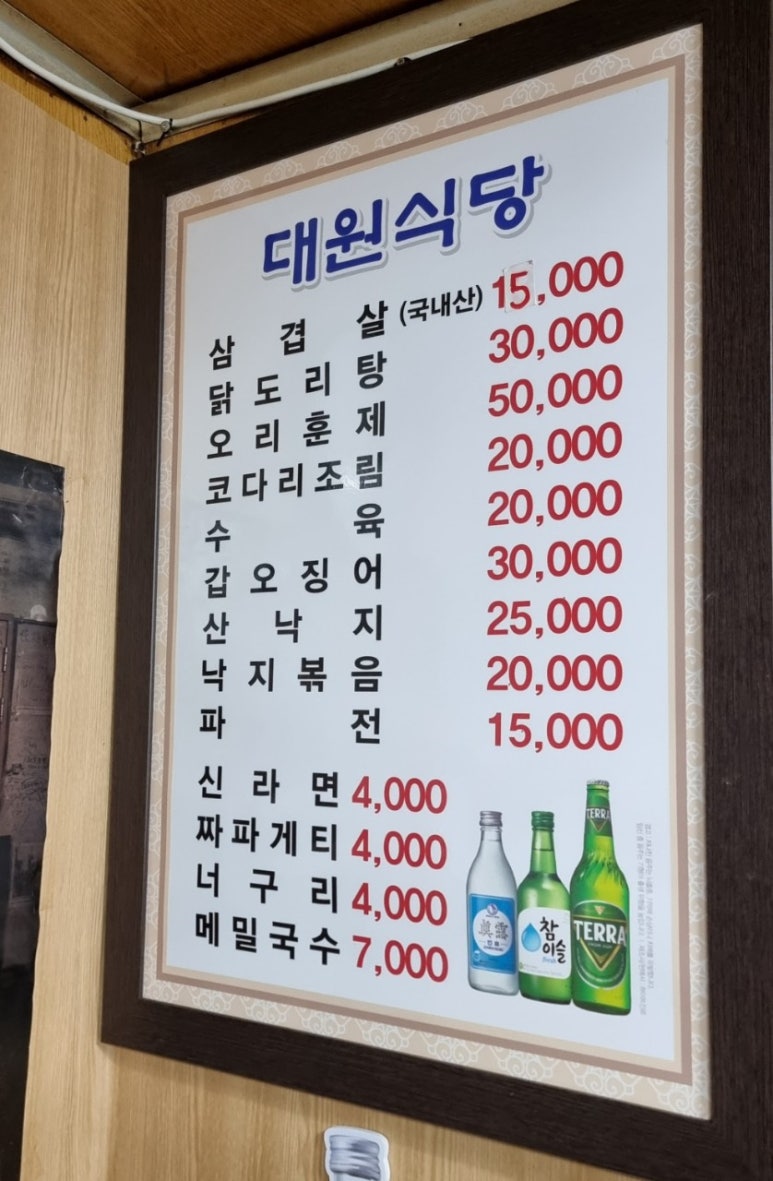 대원식당
삼겹살 (국내산) 15,000
닭도리탕 30,000
오리훈제 50,000
코다리조림 20,000
수육 20,000
갑오징어 30,000
산낙지 25,000
낙지볶음 20,000
파전 15,000
신라면 4,000
짜파게티 4,000
너구리 4,000
메밀국수 7,000
眞露
참이슬
fresh
TERRA
TERRA